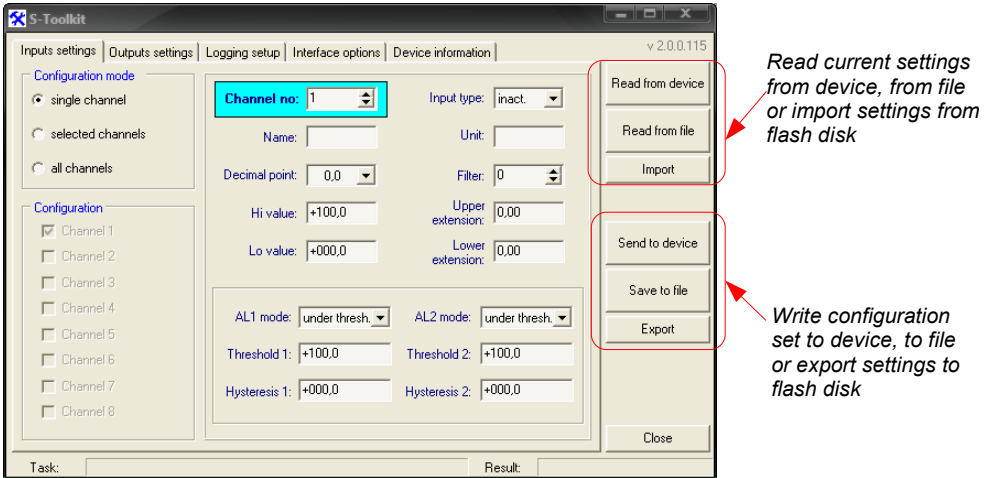 S-Toolkit
Inputs settings Outputs settings Logging setup Interface options Device information v 2.0.0.115
Configuration mode
single channel
selected channels
all channels
Configuration
Channel 1
Channel 2
Channel 3
Channel 4
Channel 5
Channel 6
Channel 7
Channel 8
Channel no: 1 Input type: inact.
Name: Unit:
Decimal point: 0,0 Filter: 0
Hi value: +100,0 Upper extension: 0,00
Lo value: +000,0 Lower extension: 0,00
AL1 mode: under thresh. AL2 mode: under thresh.
Threshold 1: +100,0 Threshold 2: +100,0
Hysteresis 1: +000,0 Hysteresis 2: +000,0
Read from device
Read from file
Import
Send to device
Save to file
Export
Close
Task: Result:
Read current settings
from device, from file
or import settings from
flash disk
Write configuration
set to device, to file
or export settings to
flash disk